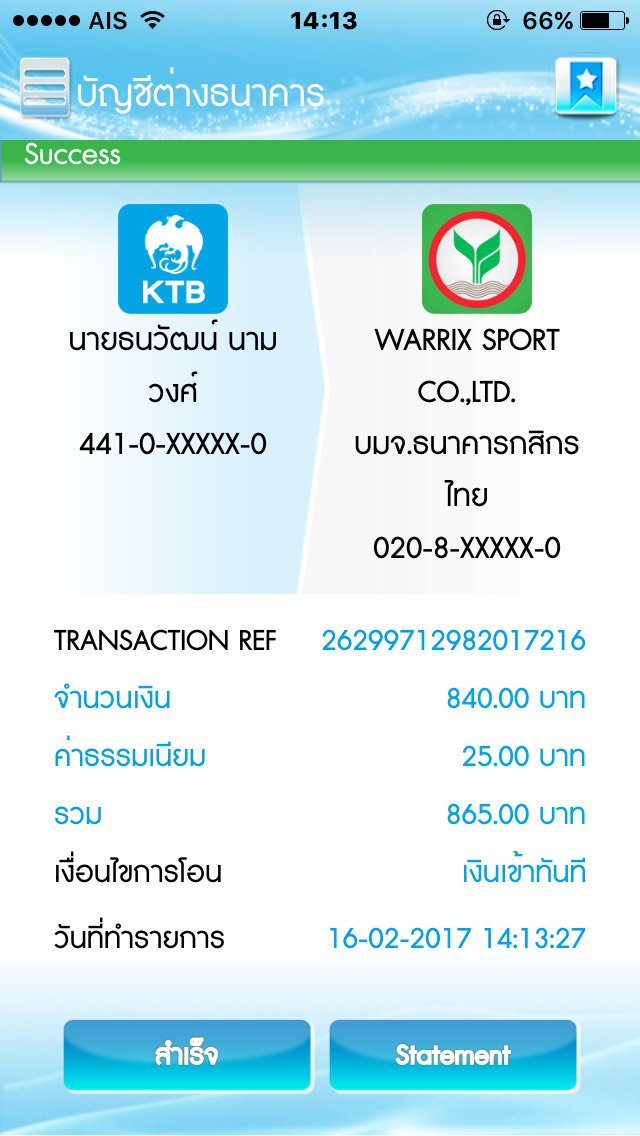 AIS 14:13 66%
บัญชีต่างธนาคาร
Success
KTB
นายธนวัฒน์ นาม
วงศ์
441-0-XXXXX-0
WARRIX SPORT
CO.,LTD.
บมจ.ธนาคารกสิกร
ไทย
020-8-XXXXX-0
TRANSACTION REF 26299712982017216
จำนวนเงิน 840.00 บาท
ค่าธรรมเนียม 25.00 บาท
รวม 865.00 บาท
เงื่อนไขการโอน เงินเข้าทันที
วันที่ทำรายการ 16-02-2017 14:13:27
สำเร็จ Statement